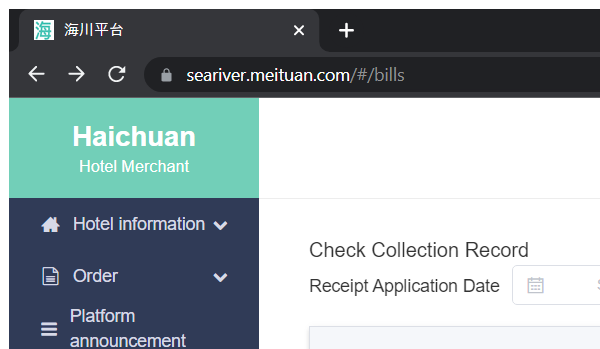 海 海川平台
seariver.meituan.com/#/bills
Haichuan
Hotel Merchant
Hotel information
Order
Platform
announcement
Check Collection Record
Receipt Application Date